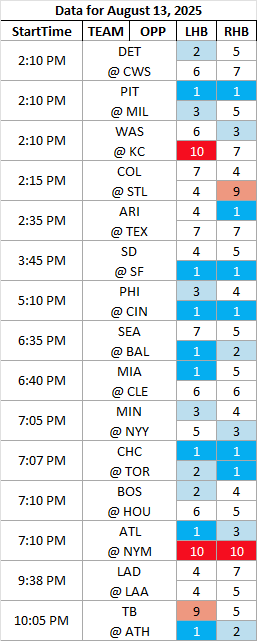 Data for August 13, 2025
StartTime TEAM OPP LHB RHB
2:10 PM DET 2 5
@ CWS 6 7
2:10 PM PIT 1 1
@ MIL 3 5
2:10 PM WAS 6 3
@ KC 10 7
2:15 PM COL 7 4
@ STL 4 9
2:35 PM ARI 4 1
@ TEX 7 7
3:45 PM SD 4 5
@ SF 1 1
5:10 PM PHI 3 4
@ CIN 1 1
6:35 PM SEA 7 5
@ BAL 1 2
6:40 PM MIA 1 5
@ CLE 6 6
7:05 PM MIN 3 4
@ NYY 5 3
7:07 PM CHC 1 1
@ TOR 2 1
7:10 PM BOS 2 4
@ HOU 6 5
7:10 PM ATL 1 3
@ NYM 10 10
9:38 PM LAD 4 7
@ LAA 4 5
10:05 PM TB 9 5
@ ATH 1 2